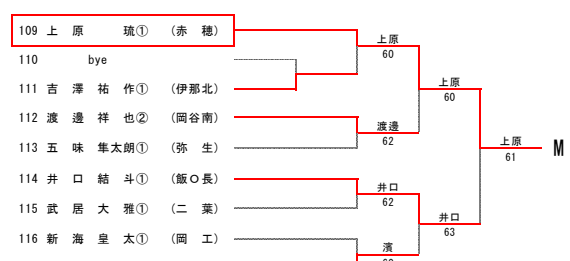 109 上 原 琉① (赤 穂)
上原
60
110 bye
111 吉 澤 祐 作① (伊那北)
上原
60
112 渡 邊 祥 也② (岡谷南)
渡邊
62
113 五 味 隼太朗① (弥 生)
上原
61
M
114 井 口 結 斗① (飯O長)
井口
62
115 武 居 大 雅① (二 葉)
井口
63
116 新 海 皇 太① (岡 工)
濱